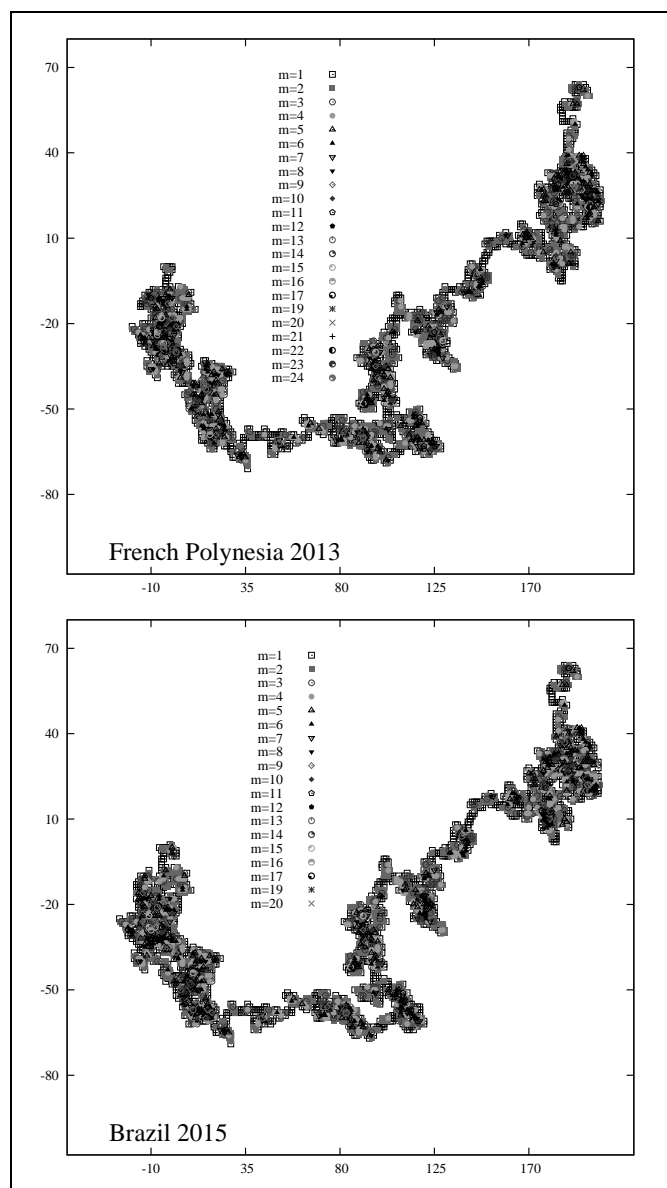 70
40
10
-20
-50
-80
m=1
m=2
m=3
m=4
m=5
m=6
m=7
m=8
m=9
m=10
m=11
m=12
m=13
m=14
m=15
m=16
m=17
m=19
m=20
m=21
m=22
m=23
m=24
French Polynesia 2013
-10 35 80 125 170
70
40
10
-20
-50
-80
m=1
m=2
m=3
m=4
m=5
m=6
m=7
m=8
m=9
m=10
m=11
m=12
m=13
m=14
m=15
m=16
m=17
m=19
m=20
Brazil 2015
-10 35 80 125 170